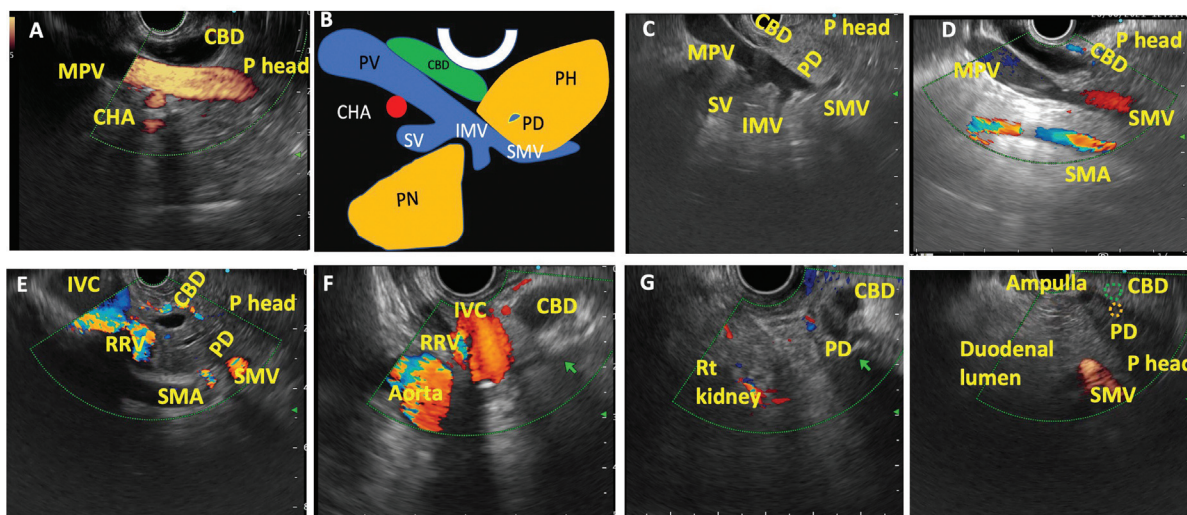 A
CBD
MPV
P head
CHA
B
PV
CBD
PH
CHA
IMV
PD
SV
SMV
PN
C
CBD
P head
MPV
PD
SV
SMV
IMV
D
P head
CBD
MPV
SMV
SMA
E
IVC
CBD
P head
RRV
PD
SMV
SMA
F
IVC
CBD
RRV
Aorta
G
CBD
PD
Rt
kidney
Ampulla
CBD
PD
Duodenal
lumen
P head
SMV